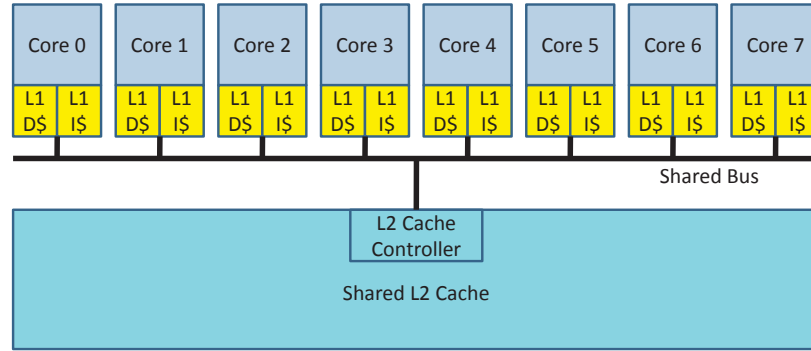 Core 0 Core 1 Core 2 Core 3 Core 4 Core 5 Core 6 Core 7
L1 L1 L1 L1 L1 L1 L1 L1 L1 L1 L1 L1 L1 L1 L1 L1
D$ I$ D$ I$ D$ I$ D$ I$ D$ I$ D$ I$ D$ I$ D$ I$
Shared Bus
L2 Cache
Controller
Shared L2 Cache